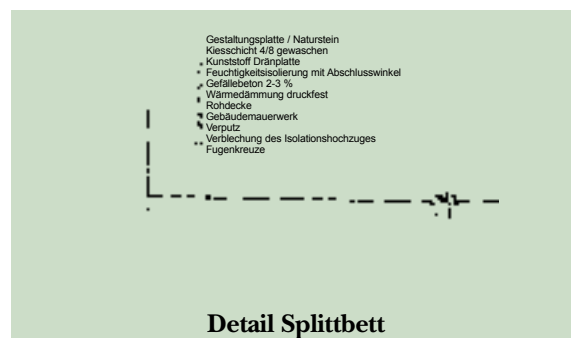 Gestaltungsplatte / Naturstein
Kiesschicht 4/8 gewaschen
Kunststoff Dränplatte
Feuchtigkeitsisolierung mit Abschlusswinkel
Gefällebeton 2-3 %
Wärmedämmung druckfest
Rohdecke
Gebäudemauerwerk
Verputz
Verblechung des Isolationshochzuges
Fugenkreuze
Detail Splittbett